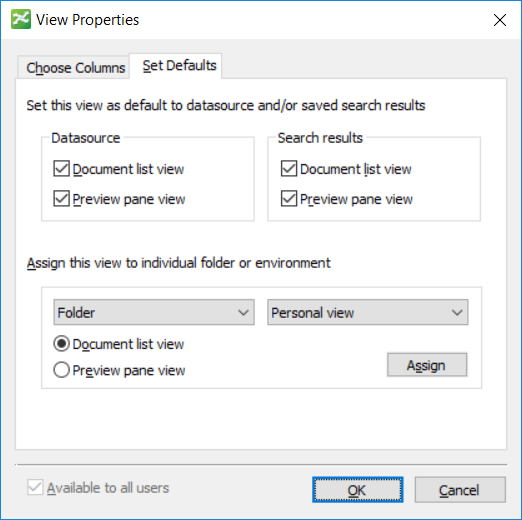 View Properties
Choose Columns
Set Defaults
Set this view as default to datasource and/or saved search results
Datasource
Search results
Document list view
Document list view
Preview pane view
Preview pane view
Assign this view to individual folder or environment
Folder
Personal view
Document list view
Preview pane view
Assign
Available to all users
OK
Cancel